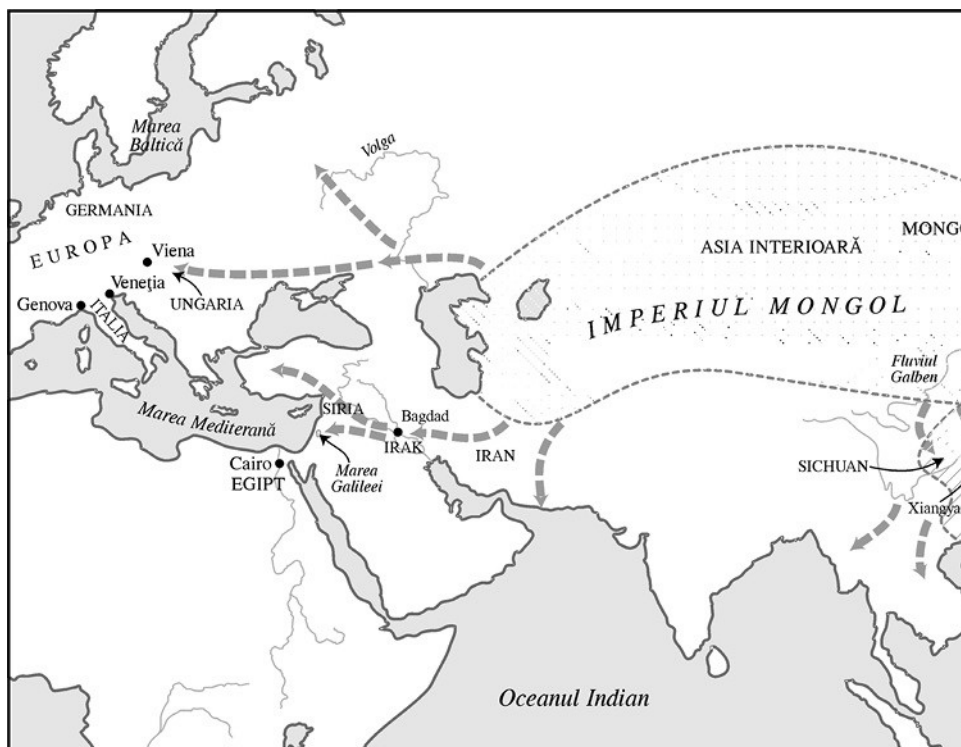 Marea
Baltică
Volga
GERMANIA
EUROPA
Viena
Veneția
UNGARIA
Genova
ITALIA
ASIA INTERIOARĂ
MONGO
IMPERIUL MONGOL
Fluviul
Galben
Marea Mediterană
SIRIA
Bagdad
IRAK
IRAN
Cairo
EGIPT
Marea
Galileei
SICHUAN
Xiangya
Oceanul Indian